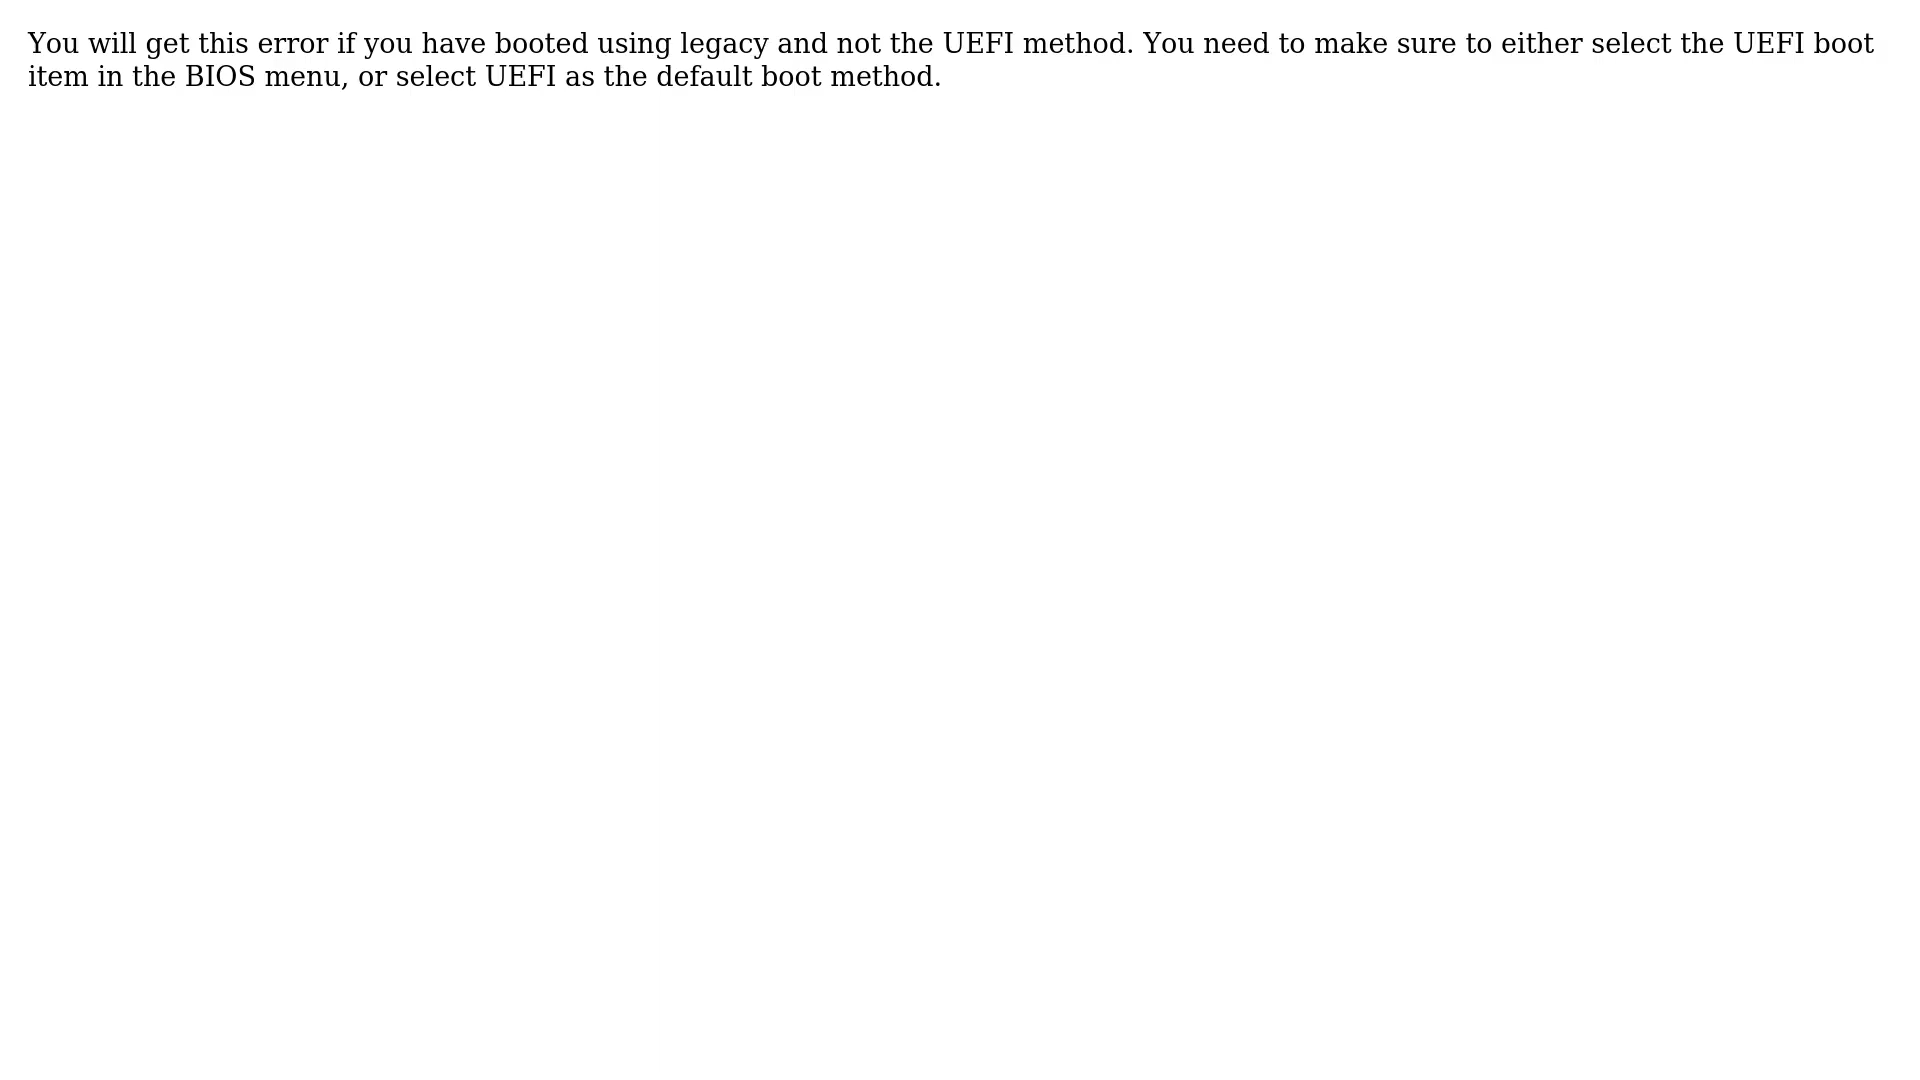 You will get this error if you have booted using legacy and not the UEFI method. You need to make sure to either select the UEFI boot
item in the BIOS menu, or select UEFI as the default boot method.